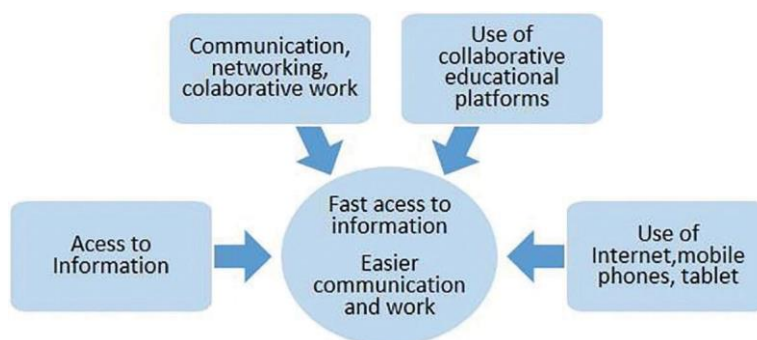 Communication,
networking,
colaborative work
Use of
collaborative
educational
platforms
Acess to
Information
Fast acess to
information
Easier
communication
and work
Use of
Internet,mobile
phones, tablet